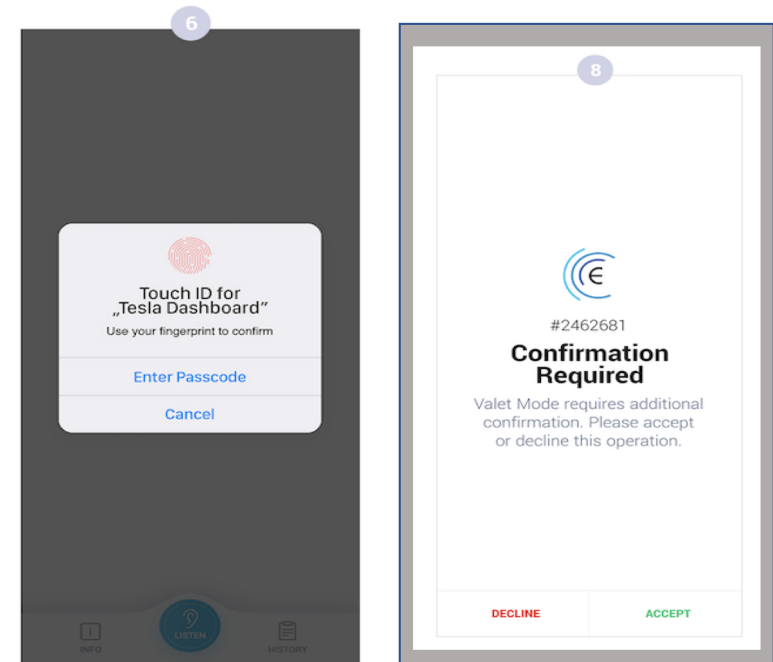 6
Touch ID for
„Tesla Dashboard”
Use your fingerprint to confirm
Enter Passcode
Cancel
INFO
LISTEN
HISTORY
8
#2462681
Confirmation
Required
Valet Mode requires additional
confirmation. Please accept
or decline this operation.
DECLINE ACCEPT